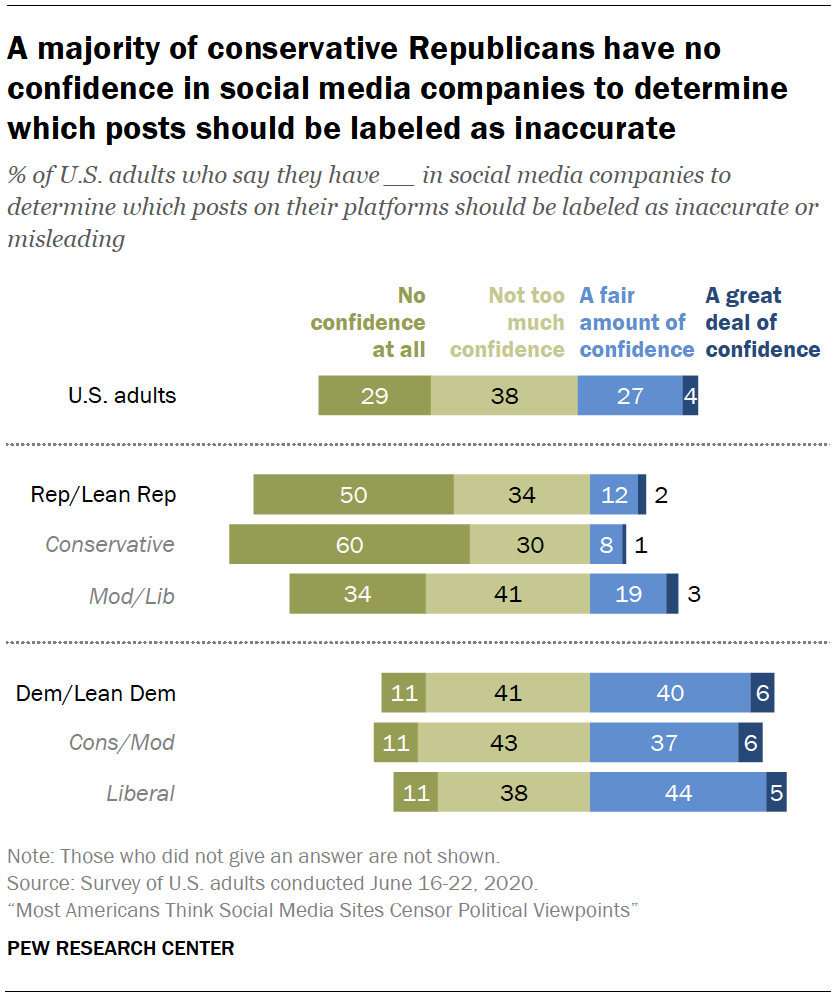 A majority of conservative Republicans have no
confidence in social media companies to determine
which posts should be labeled as inaccurate
% of U.S. adults who say they have __ in social media companies to
determine which posts on their platforms should be labeled as inaccurate or
misleading
No confidence at all
Not too much confidence
A fair amount of confidence
A great deal of confidence
U.S. adults 29 38 27 4
Rep/Lean Rep 50 34 12 2
Conservative 60 30 8 1
Mod/Lib 34 41 19 3
Dem/Lean Dem 11 41 40 6
Cons/Mod 11 43 37 6
Liberal 11 38 44 5
Note: Those who did not give an answer are not shown.
Source: Survey of U.S. adults conducted June 16-22, 2020.
“Most Americans Think Social Media Sites Censor Political Viewpoints”
PEW RESEARCH CENTER